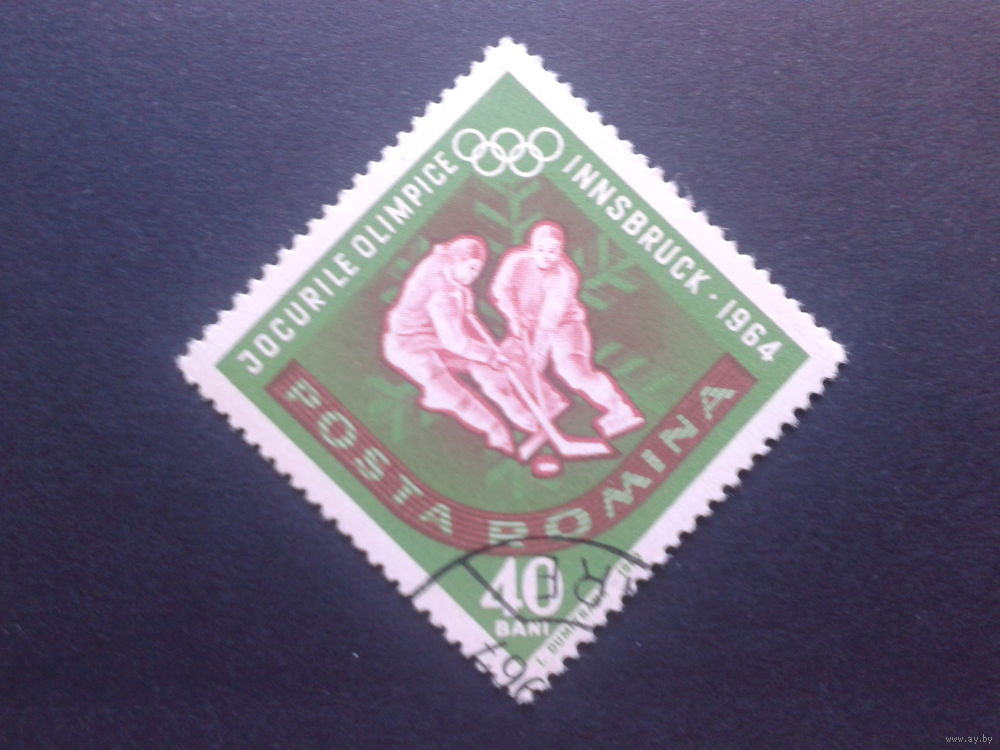 JOCURILE OLIMPICE INNSBRUCK · 1964
POSTA ROMINA
40
BANI
www.ay.by